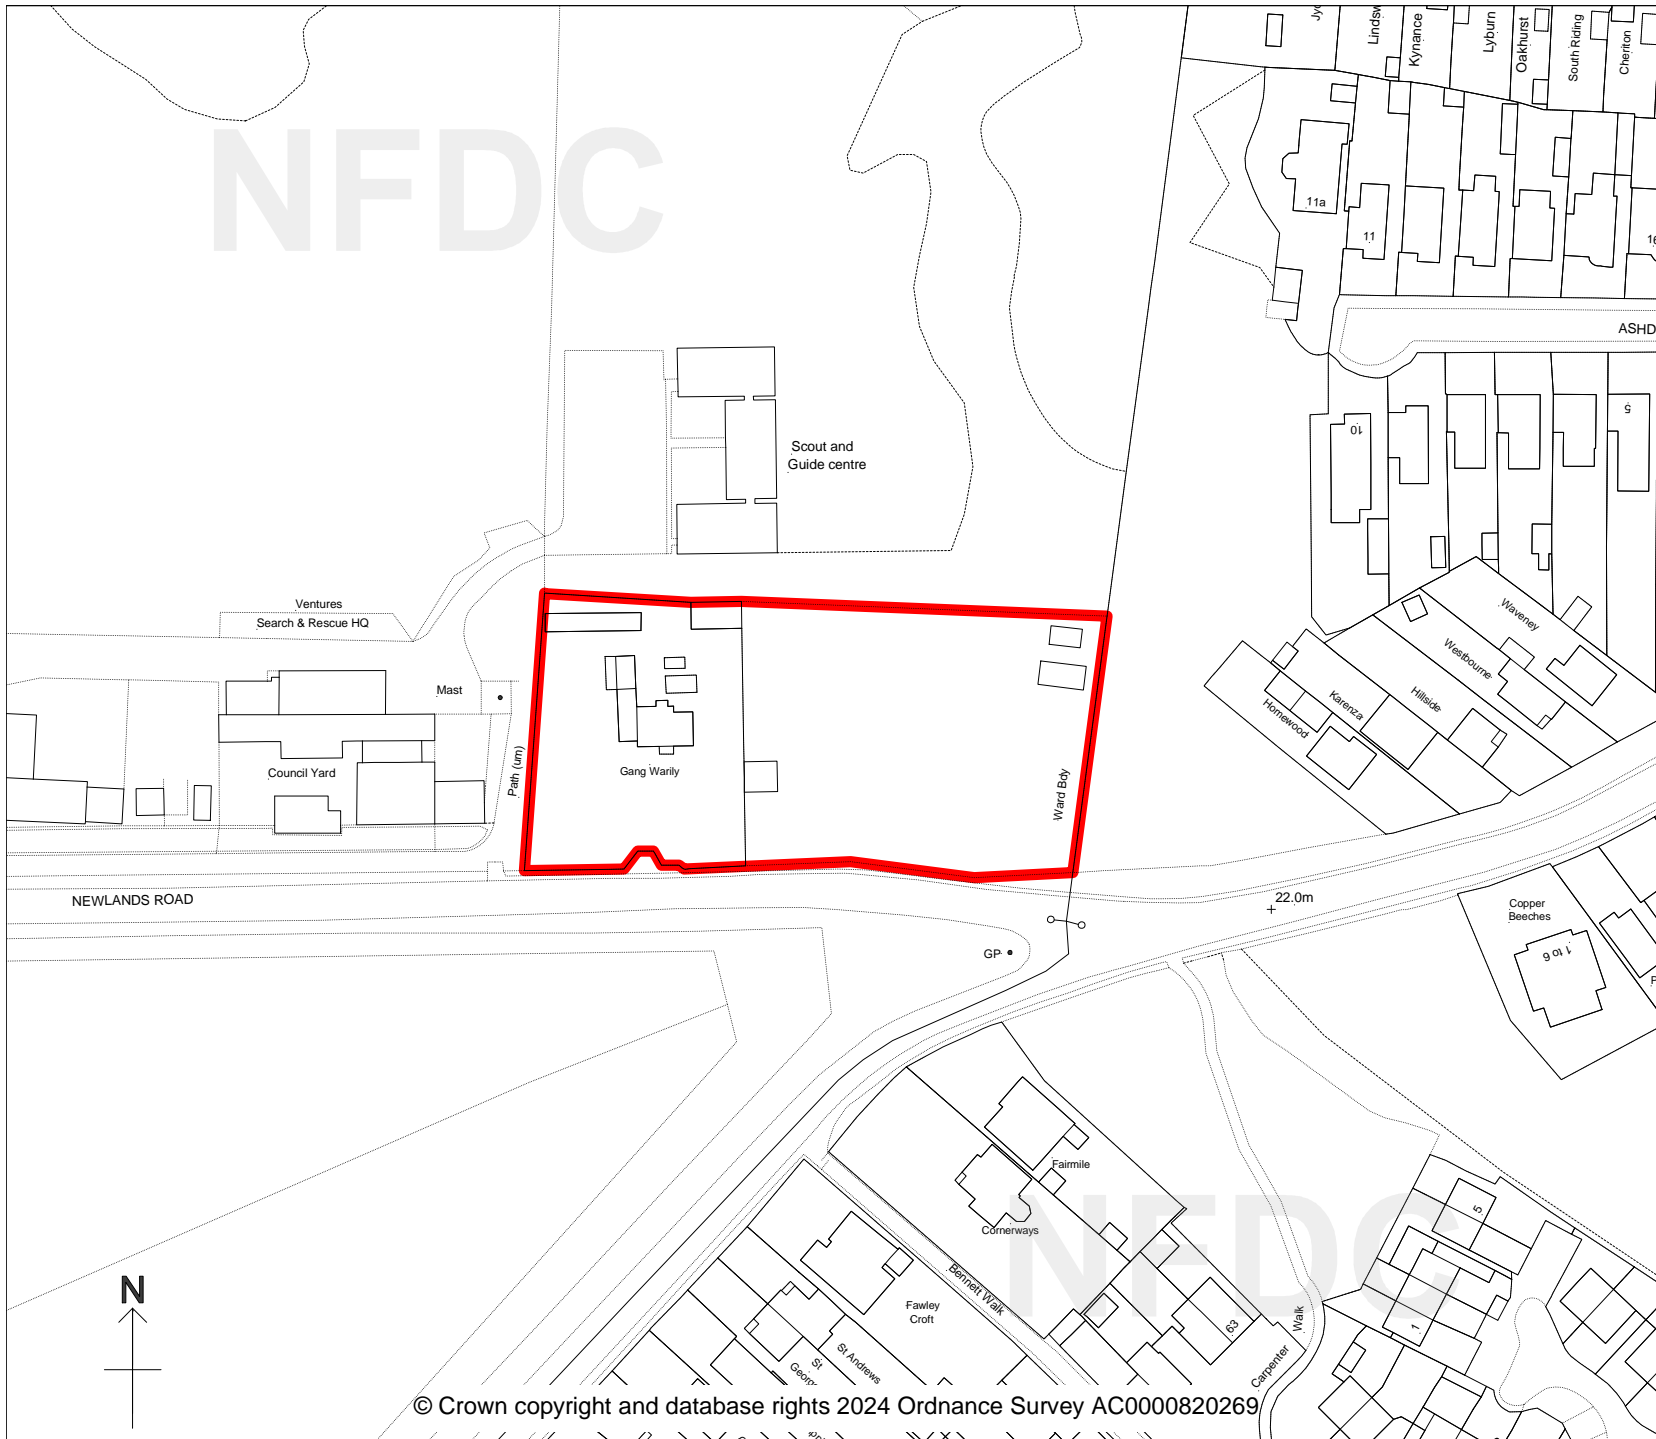 NFDC
Lyburn
Kynance
Oakhurst
South Riding
Cheriton
11a
11
ASHD
Scout and
Guide centre
10
5
Ventures
Search & Rescue HQ
Mast
Council Yard
Path (um)
Gang Warily
Ward Bdy
Waveney
Westbourne
Hillside
Karenza
Homewood
NEWLANDS ROAD
22.0m
Copper
Beeches
1 to 6
GP
Fairmile
Cornerways
NFDC
Bennett Walk
Fawley
Croft
St Andrews
St
63
Carpenter
Walk
5
1
N
© Crown copyright and database rights 2024 Ordnance Survey AC0000820269